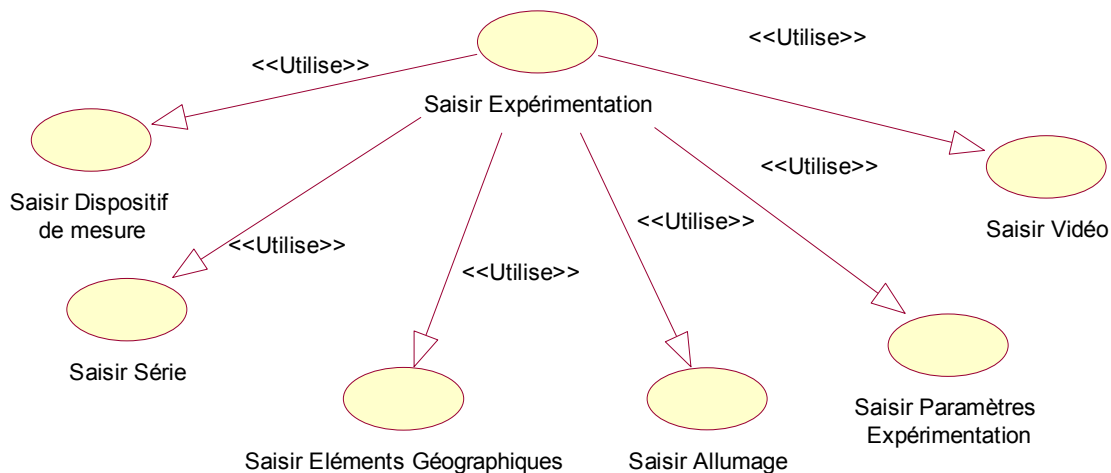 <<Utilise>>
<<Utilise>>
Saisir Expérimentation
<<Utilise>>
Saisir Dispositif
de mesure
<<Utilise>>
Saisir Vidéo
<<Utilise>>
<<Utilise>>
Saisir Série
Saisir Paramètres
Expérimentation
Saisir Eléments Géographiques
Saisir Allumage